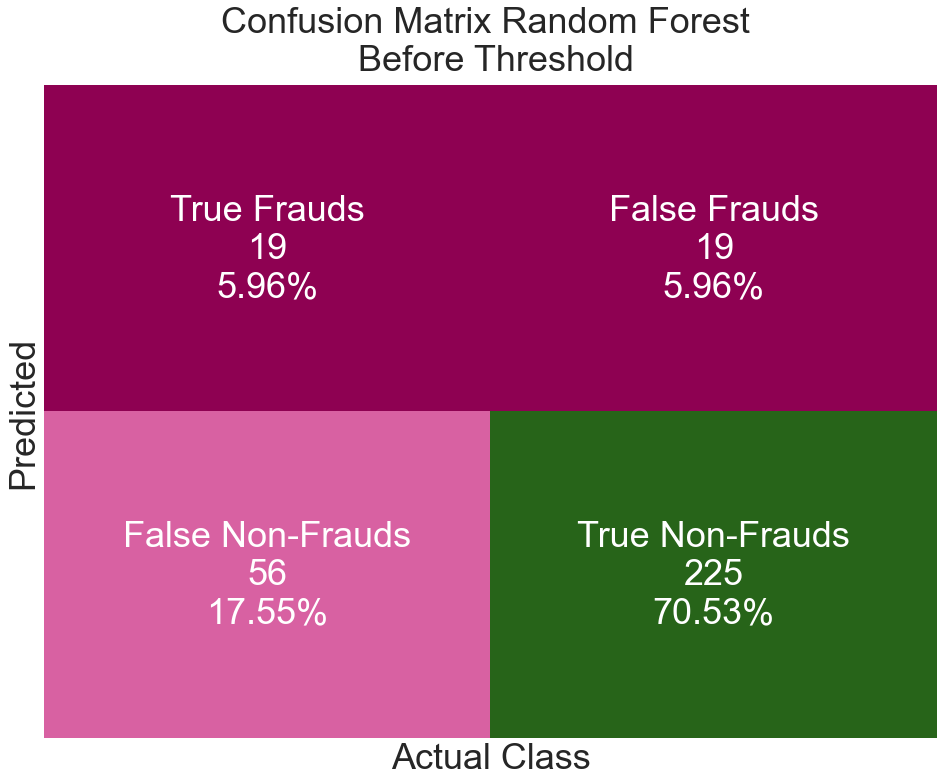 Confusion Matrix Random Forest
Before Threshold
True Frauds
19
5.96%
False Frauds
19
5.96%
Predicted
False Non-Frauds
56
17.55%
True Non-Frauds
225
70.53%
Actual Class